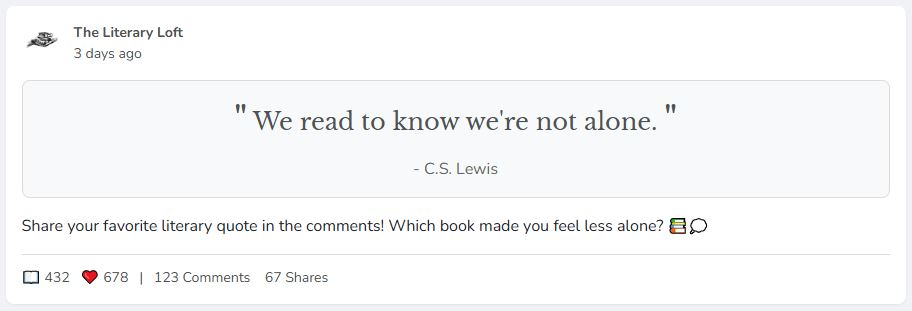 The Literary Loft
3 days ago
" We read to know we're not alone. "
- C.S. Lewis
Share your favorite literary quote in the comments! Which book made you feel less alone? 📚💭
📖 432 ❤️ 678 | 123 Comments 67 Shares